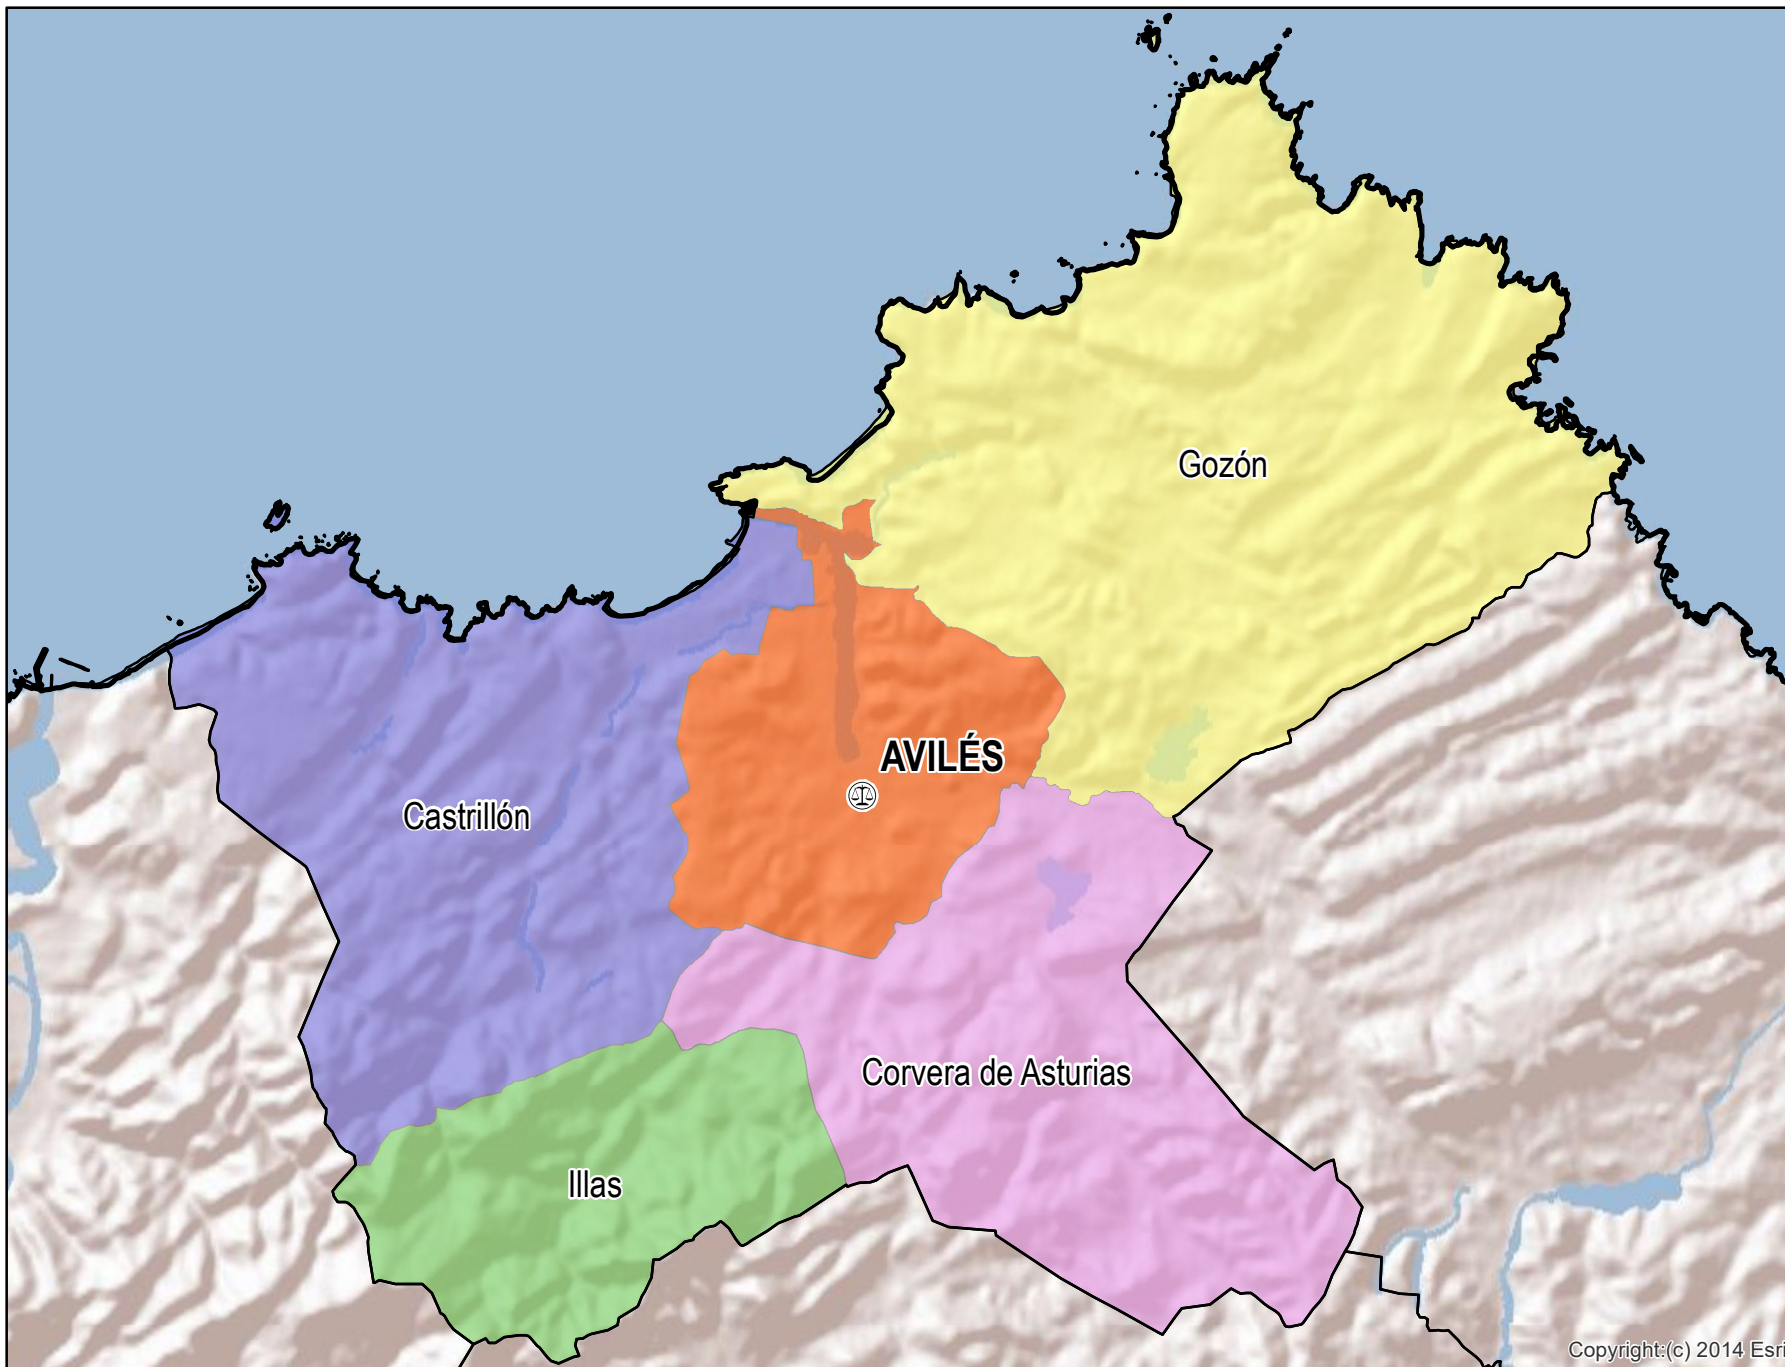 Gozón
AVILÉS
Castrillón
Corvera de Asturias
Illas
Copyright:(c) 2014 Esri